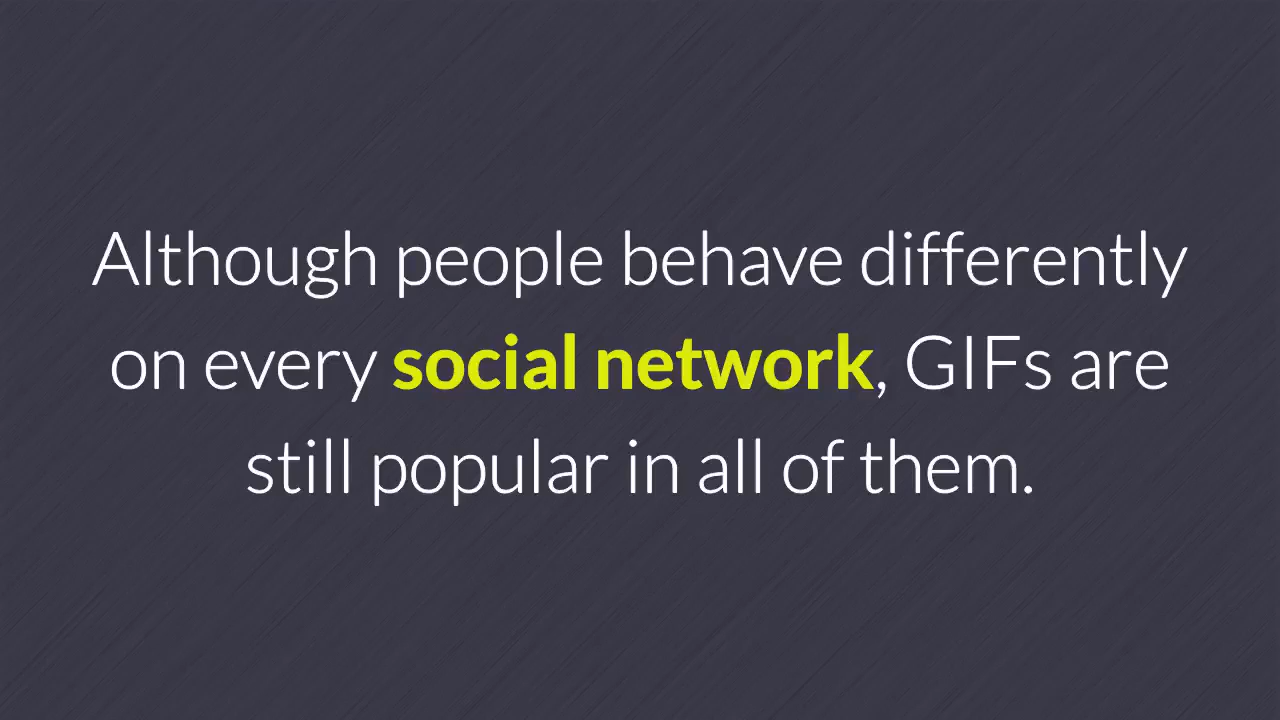 Although people behave differently
on every social network, GIFs are
still popular in all of them.